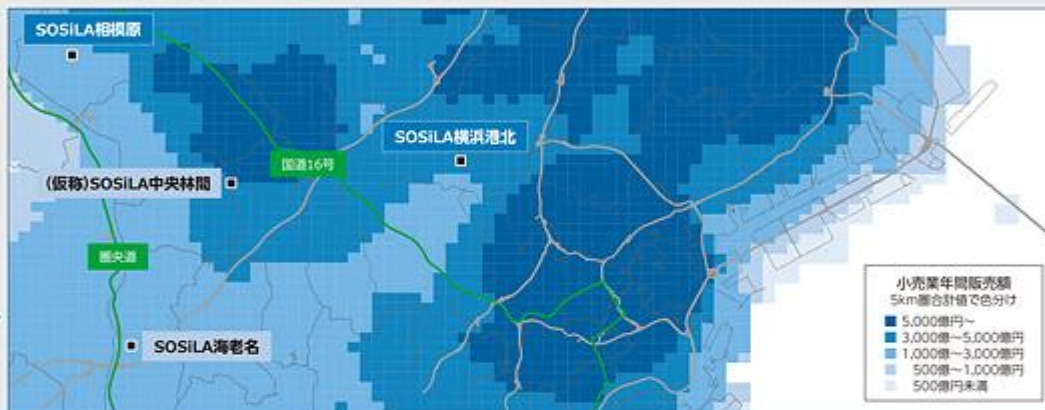 SOSiLA相模原
SOSiLA横浜港北
国道16号
(仮称)SOSiLA中央林間
圏央道
SOSiLA海老名
小売業年間販売額
5km圏合計値で色分け
5,000億円～
3,000億～5,000億円
1,000億～3,000億円
500億～1,000億円
500億円未満